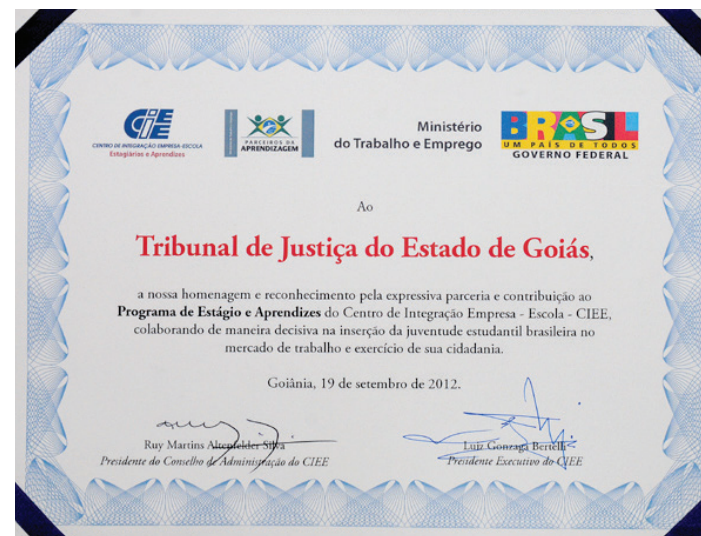 CIEE
CENTRO DE INTEGRAÇÃO EMPRESA-ESCOLA
Estagiários e Aprendizes
PARCEIROS DA
APRENDIZAGEM
Ministério
do Trabalho e Emprego
BRASIL
UM PAÍS DE TODOS
GOVERNO FEDERAL
Ao
Tribunal de Justiça do Estado de Goiás,
a nossa homenagem e reconhecimento pela expressiva parceria e contribuição ao
Programa de Estágio e Aprendizes do Centro de Integração Empresa - Escola - CIEE,
colaborando de maneira decisiva na inserção da juventude estudantil brasileira no
mercado de trabalho e exercício de sua cidadania.
Goiânia, 19 de setembro de 2012.
Ruy Martins Altenfelder Silva
Presidente do Conselho de Administração do CIEE
Luiz Gonzaga Bertelli
Presidente Executivo do CIEE